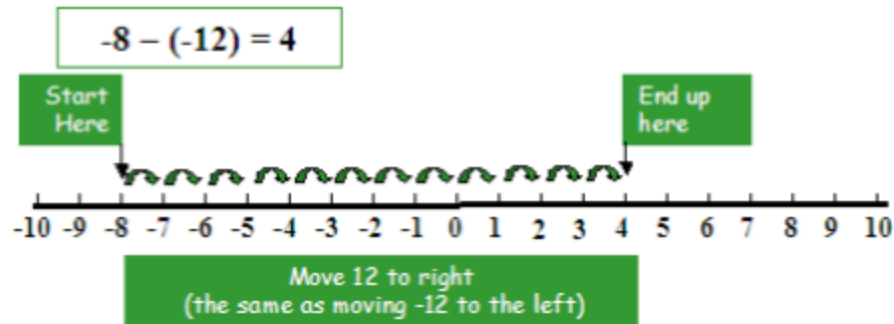 -8 – (-12) = 4
Start
Here
End up
here
-10 -9 -8 -7 -6 -5 -4 -3 -2 -1 0 1 2 3 4 5 6 7 8 9 10
Move 12 to right
(the same as moving -12 to the left)